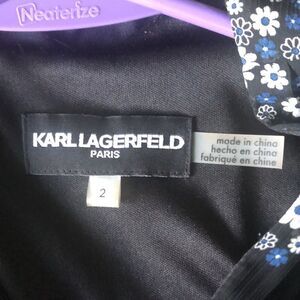 Neaterize
KARL LAGERFELD
PARIS
2
made in china
hecho en china
fabriqué en chine